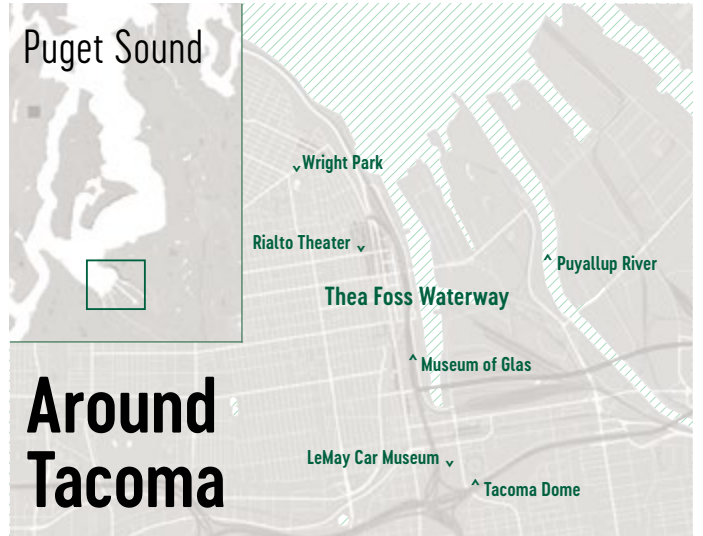 Puget Sound
Wright Park
Rialto Theater
Puyallup River
Thea Foss Waterway
Museum of Glas
Around
Tacoma
LeMay Car Museum
Tacoma Dome